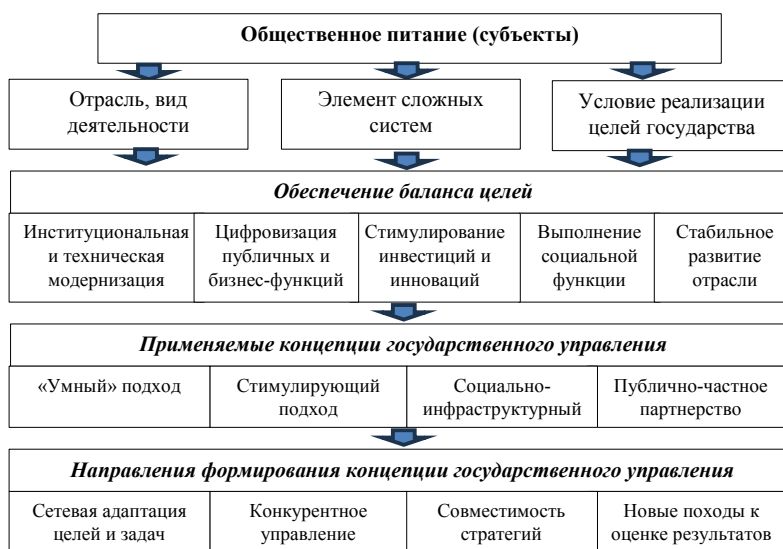 Общественное питание (субъекты)
Отрасль, вид
деятельности
Элемент сложных
систем
Условие реализации
целей государства
Обеспечение баланса целей
Институциональная
и техническая
модернизация
Цифровизация
публичных и
бизнес-функций
Стимулирование
инвестиций и
инноваций
Выполнение
социальной
функции
Стабильное
развитие
отрасли
Применяемые концепции государственного управления
«Умный» подход
Стимулирующий
подход
Социально-
инфраструктурный
Публично-частное
партнерство
Направления формирования концепции государственного управления
Сетевая адаптация
целей и задач
Конкурентное
управление
Совместимость
стратегий
Новые походы к
оценке результатов